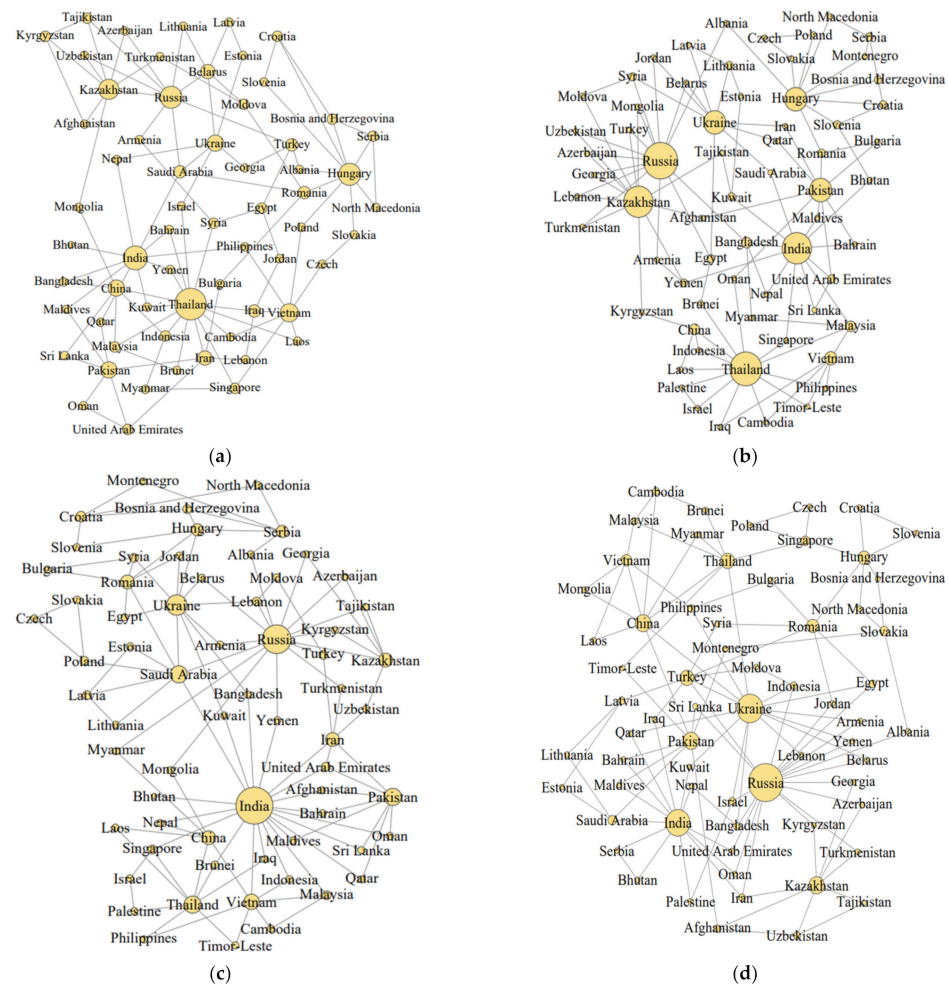 Tajikistan
Latvia
Kyrgyzstan
Azerbaijan
Lithuania
Croatia
Uzbekistan
Turkmenistan
Estonia
Belarus
Slovenia
Kazakhstan
Russia
Moldova
Afghanistan
Bosnia and Herzegovina
Armenia
Ukraine
Turkey
Serbia
Nepal
Saudi Arabia
Georgia
Albania
Hungary
Romania
Mongolia
Israel
Egypt
North Macedonia
Bahrain
Syria
Poland
Slovakia
Bhutan
India
Philippines
Jordan
Czech
Yemen
Bangladesh
China
Bulgaria
Maldives
Kuwait
Thailand
Iraq
Vietnam
Qatar
Indonesia
Cambodia
Laos
Sri Lanka
Malaysia
Iran
Lebanon
Pakistan
Brunei
Myanmar
Singapore
Oman
United Arab Emirates
(a)
North Macedonia
Albania
Czech
Poland
Serbia
Latvia
Jordan
Slovakia
Montenegro
Syria
Lithuania
Belarus
Bosnia and Herzegovina
Moldova
Estonia
Hungary
Croatia
Mongolia
Uzbekistan
Turkey
Ukraine
Iran
Slovenia
Qatar
Bulgaria
Azerbaijan
Russia
Tajikistan
Romania
Georgia
Saudi Arabia
Bhutan
Lebanon
Kazakhstan
Kuwait
Pakistan
Turkmenistan
Afghanistan
Maldives
Bangladesh
India
Bahrain
Armenia
Egypt
Yemen
Oman
United Arab Emirates
Nepal
Brunei
Sri Lanka
Kyrgyzstan
Myanmar
Malaysia
China
Singapore
Indonesia
Vietnam
Laos
Thailand
Palestine
Philippines
Israel
Timor-Leste
Iraq
Cambodia
(b)
Montenegro
North Macedonia
Bosnia and Herzegovina
Croatia
Hungary
Serbia
Slovenia
Syria
Jordan
Albania
Georgia
Bulgaria
Romania
Belarus
Moldova
Azerbaijan
Slovakia
Ukraine
Lebanon
Tajikistan
Czech
Egypt
Kyrgyzstan
Estonia
Armenia
Russia
Poland
Saudi Arabia
Turkey
Kazakhstan
Latvia
Bangladesh
Turkmenistan
Lithuania
Kuwait
Yemen
Uzbekistan
Myanmar
Iran
Mongolia
United Arab Emirates
Bhutan
Afghanistan
Pakistan
India
Bahrain
Nepal
Laos
China
Maldives
Oman
Singapore
Sri Lanka
Brunei
Iraq
Israel
Indonesia
Qatar
Malaysia
Palestine
Thailand
Vietnam
Cambodia
Philippines
Timor-Leste
(c)
Cambodia
Brunei
Czech
Croatia
Malaysia
Poland
Myanmar
Singapore
Slovenia
Vietnam
Thailand
Hungary
Mongolia
Bulgaria
Bosnia and Herzegovina
Philippines
North Macedonia
China
Syria
Romania
Slovakia
Laos
Montenegro
Timor-Leste
Moldova
Turkey
Indonesia
Egypt
Latvia
Sri Lanka
Ukraine
Jordan
Iraq
Armenia
Qatar
Albania
Pakistan
Yemen
Lithuania
Bahrain
Lebanon
Belarus
Kuwait
Estonia
Maldives
Nepal
Russia
Georgia
Israel
Azerbaijan
Saudi Arabia
India
Bangladesh
Kyrgyzstan
Serbia
United Arab Emirates
Turkmenistan
Bhutan
Oman
Kazakhstan
Iran
Palestine
Tajikistan
Afghanistan
Uzbekistan
(d)